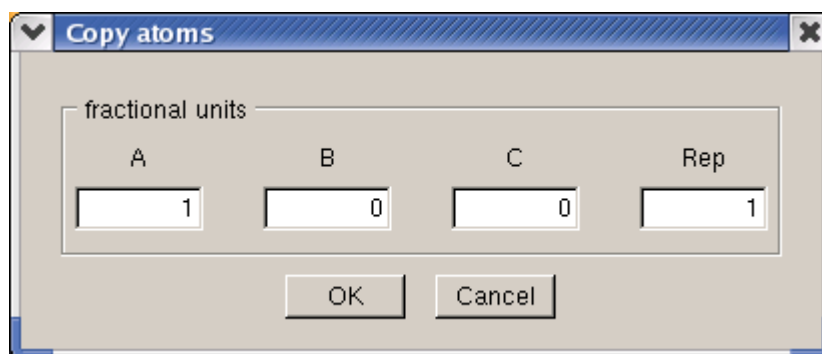 Copy atoms
fractional units
A B C Rep
1 0 0 1
OK Cancel